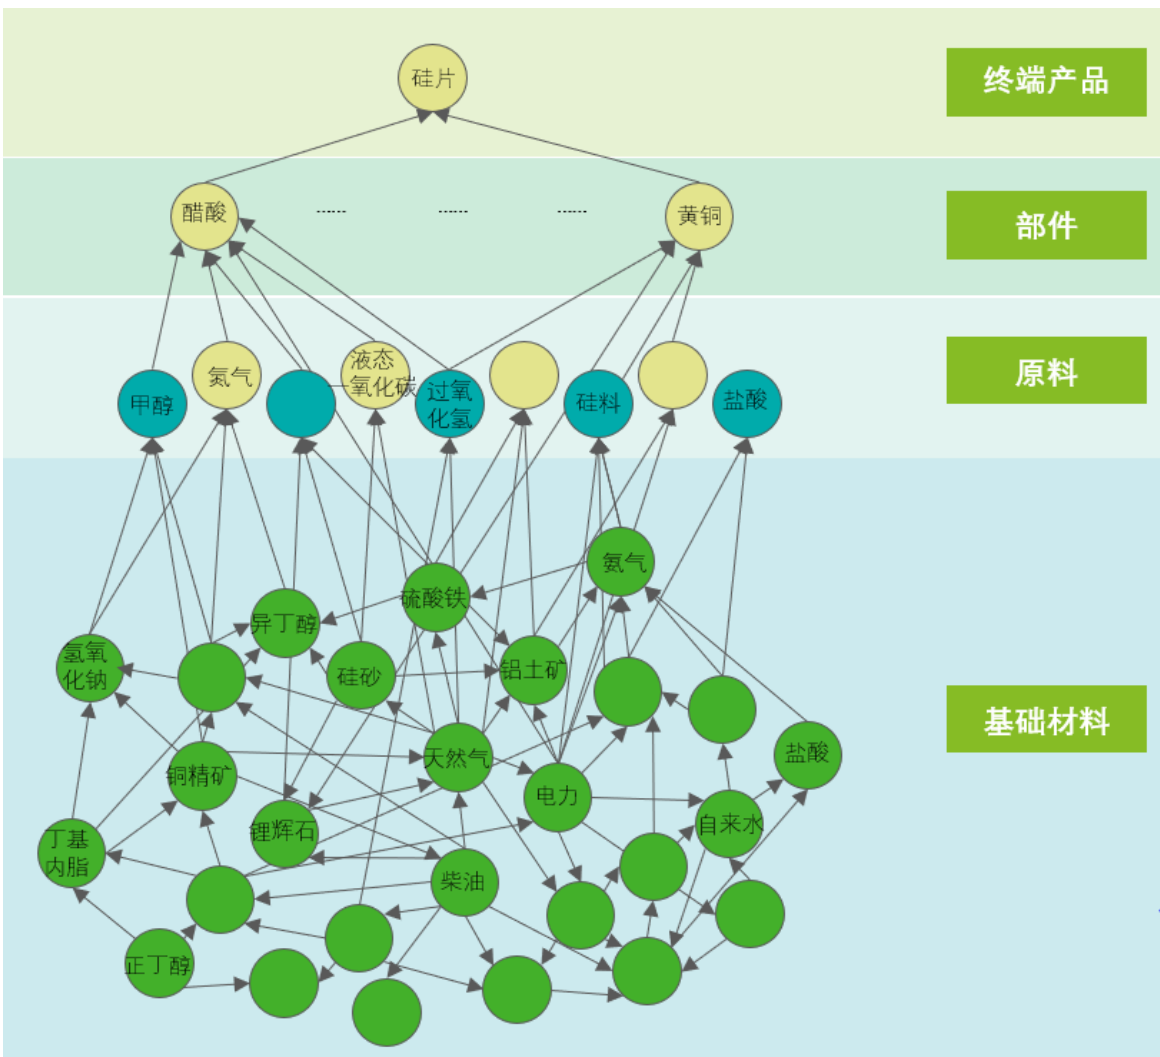 硅片
终端产品
醋酸
······
······
······
黄铜
部件
甲醇
氮气
液态
一氧化碳
过氧
化氢
硅料
盐酸
原料
氨气
硫酸铁
异丁醇
氢氧
化钠
硅砂
铝土矿
基础材料
天然气
盐酸
铜精矿
电力
锂辉石
自来水
丁基
内脂
柴油
正丁醇